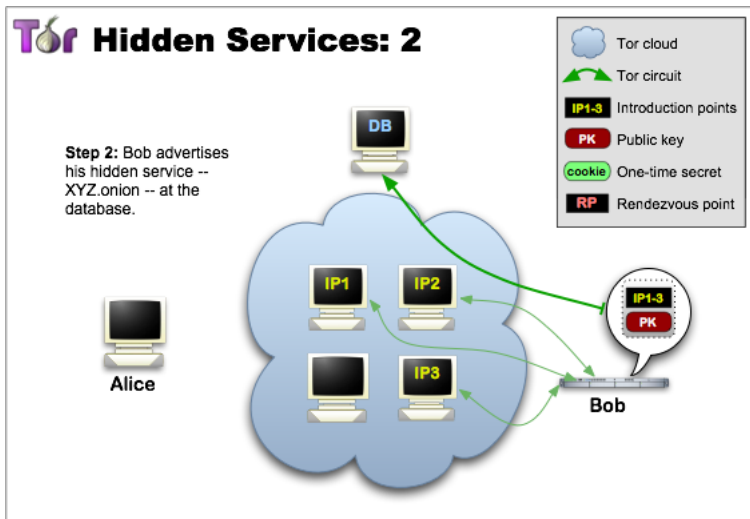 Tor Hidden Services: 2
Tor cloud
Tor circuit
IP1-3 Introduction points
PK Public key
cookie One-time secret
RP Rendezvous point
DB
Step 2: Bob advertises
his hidden service --
XYZ.onion -- at the
database.
IP1
IP2
IP3
IP1-3
PK
Alice
Bob